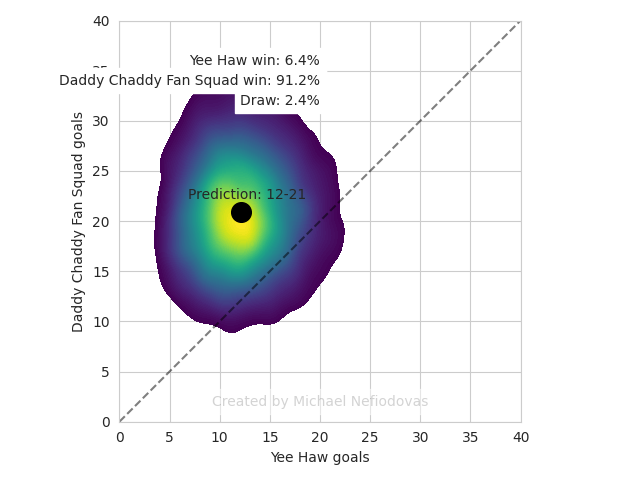 Yee Haw win: 6.4%
Daddy Chaddy Fan Squad win: 91.2%
Draw: 2.4%
Prediction: 12-21
Created by Michael Nefiodovas
Daddy Chaddy Fan Squad goals
40
30
25
20
15
10
5
0
0 5 10 15 20 25 30 35 40
Yee Haw goals